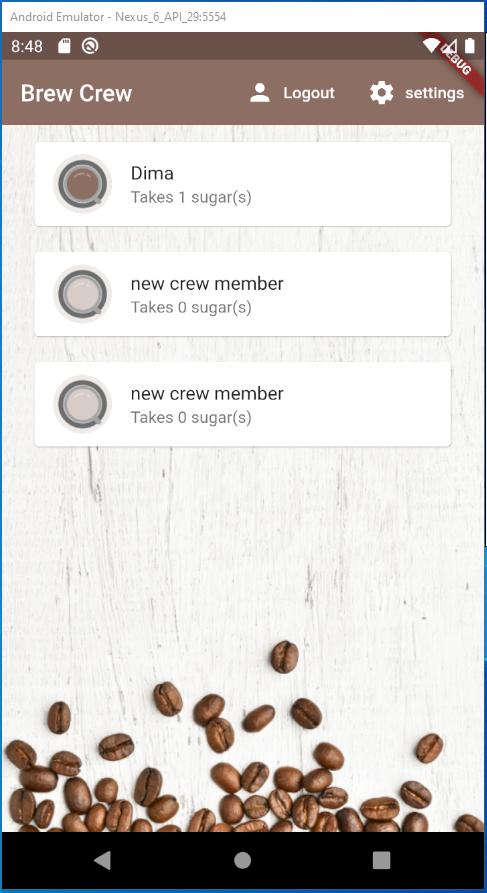 Android Emulator - Nexus_6_API_29:5554
8:48
DEBUG
Brew Crew
Logout
settings
Dima
Takes 1 sugar(s)
new crew member
Takes 0 sugar(s)
new crew member
Takes 0 sugar(s)